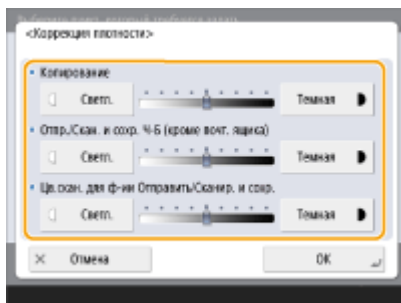 <Коррекция плотности>
Копирование
Светл. Темная
Отпр./Скан. и сохр. Ч-Б (кроме почт. ящика)
Светл. Темная
Цв.скан. для ф-ии Отправить/Сканир. и сохр.
Светл. Темная
× Отмена OK